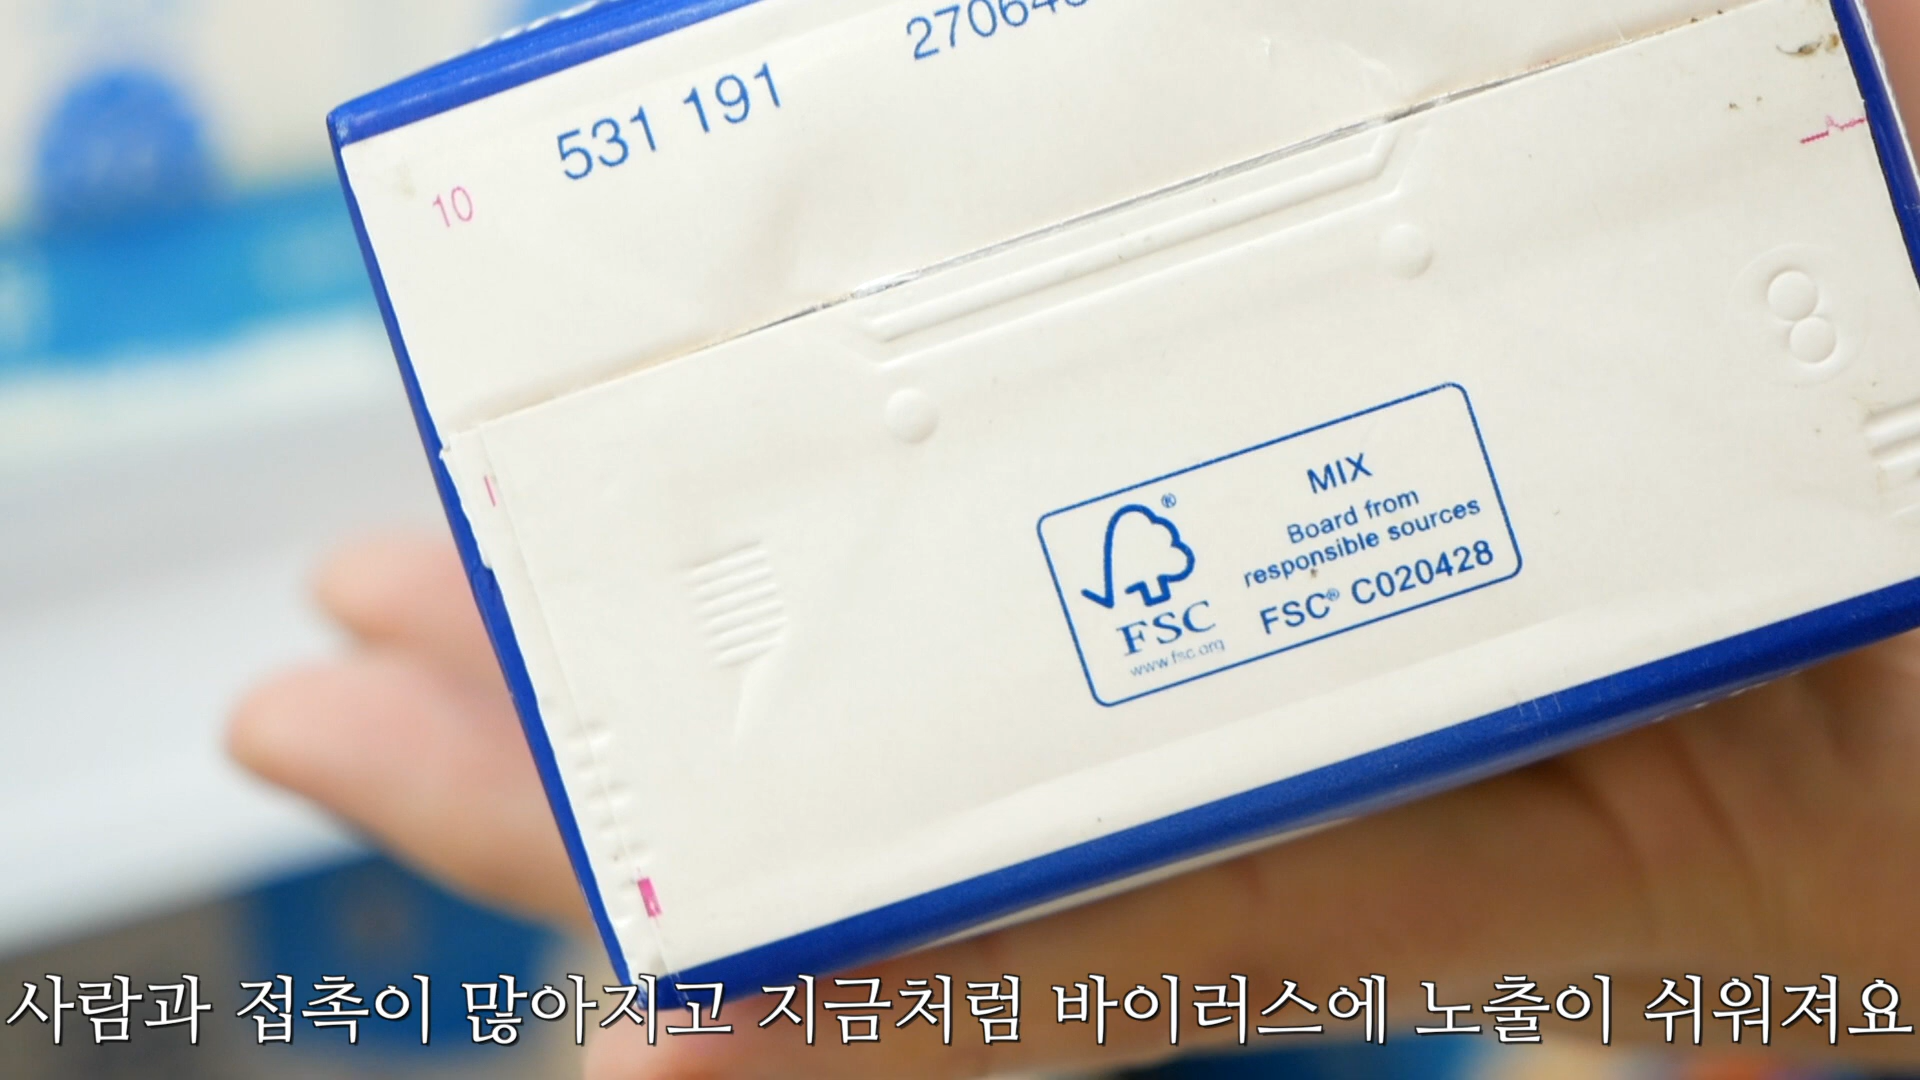 531 191
10
8
MIX
Board from
responsible sources
FSC® C020428
®
FSC
www.fsc.org
사람과 접촉이 많아지고 지금처럼 바이러스에 노출이 쉬워져요